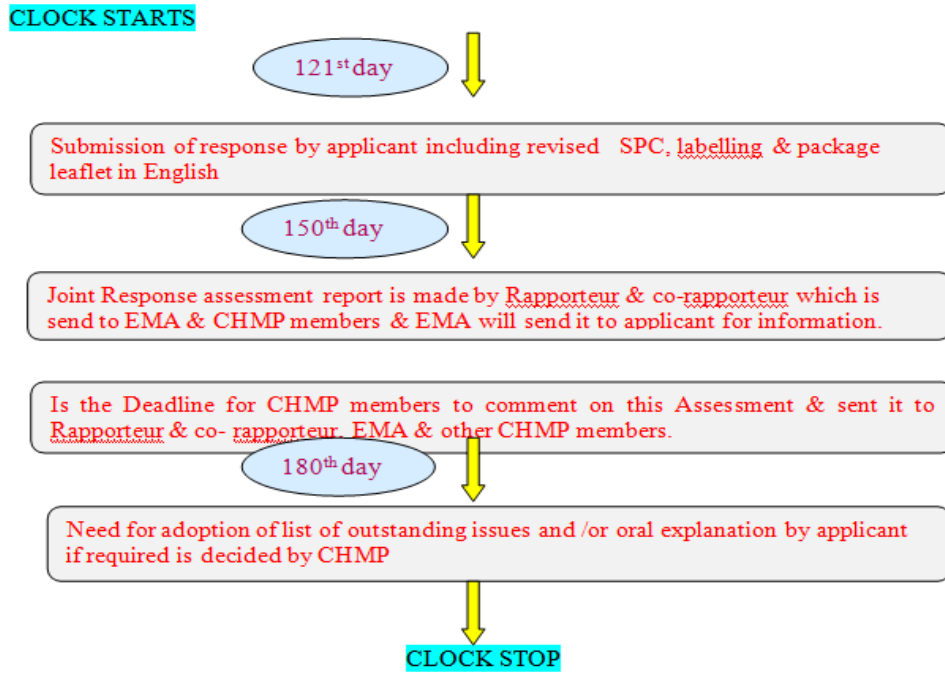 CLOCK STARTS
121st day
Submission of response by applicant including revised SPC, labelling & package
leaflet in English
150th day
Joint Response assessment report is made by Rapporteur & co-rapporteur which is
send to EMA & CHMP members & EMA will send it to applicant for information.
Is the Deadline for CHMP members to comment on this Assessment & sent it to
Rapporteur & co- rapporteur, EMA & other CHMP members.
180th day
Need for adoption of list of outstanding issues and /or oral explanation by applicant
if required is decided by CHMP
CLOCK STOP